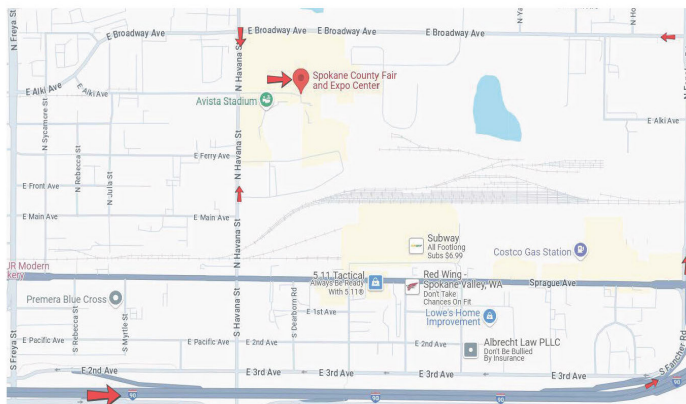 N Freya St
E Broadway Ave
E Broadway Ave
E Broadway Ave
E Broadway Ave
N Havana St
Spokane County Fair
and Expo Center
Avista Stadium
E Alki Ave
E Alki Ave
E Alki Ave
N Sycamore St
N Rebecca St
N Julia St
E Ferry Ave
N Havana St
E Front Ave
E Main Ave
E Main Ave
N Havana St
Subway
All Footlong
Subs $6.99
Costco Gas Station
UR Modern
5.11 Tactical
Always Be Ready
With 5.11®
Red Wing -
Spokane Valley, WA
Don't Take
Chances On Fit
Sprague Ave
Premera Blue Cross
S Rebecca St
S Myrtle St
S Havana St
S Dearborn Rd
E 1st Ave
Lowe's Home
Improvement
S Freya St
E Pacific Ave
E Pacific Ave
E 2nd Ave
E 2nd Ave
Albrecht Law PLLC
Don't Be Bullied
By Insurance
S Fancher Rd
E 2nd Ave
E 3rd Ave
E 3rd Ave
E 3rd Ave
90
90
90
90